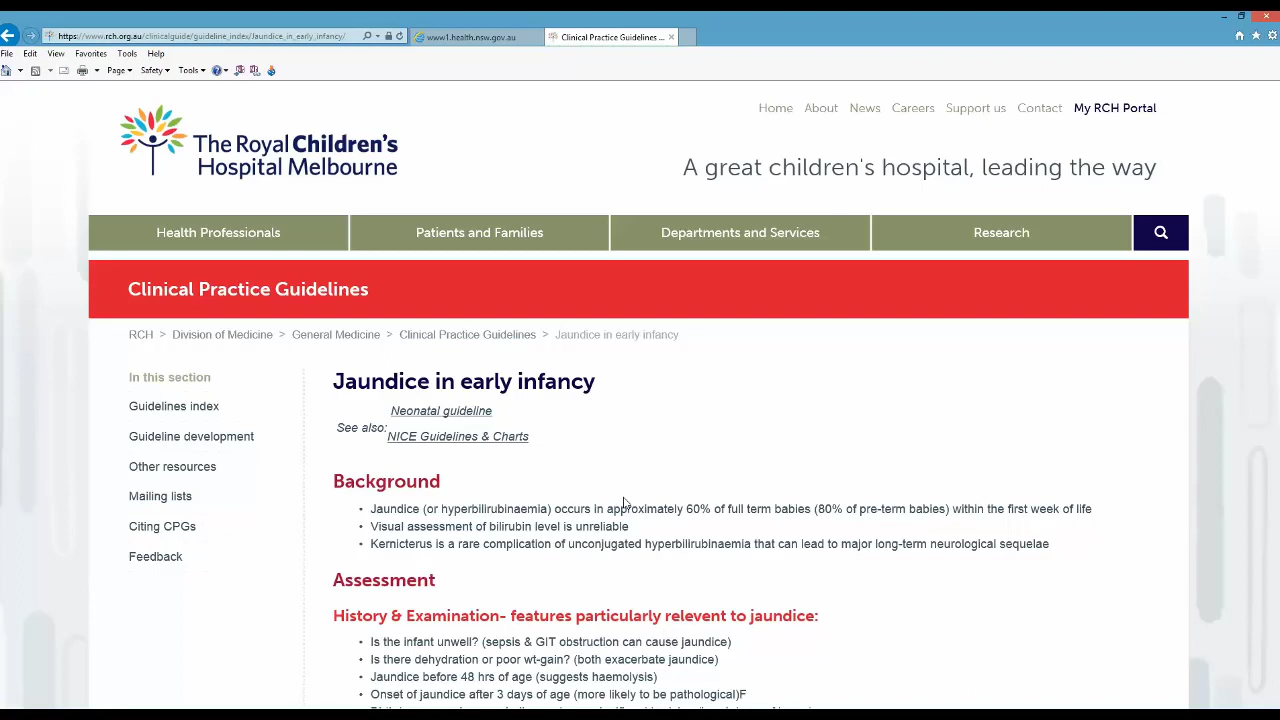 https://www.rch.org.au/clinicalguide/guideline_index/Jaundice_in_early_infancy/
www1.health.nsw.gov.au
Clinical Practice Guidelines ...
File Edit View Favorites Tools Help
Page Safety Tools
Home About News Careers Support us Contact My RCH Portal
The Royal Children's
Hospital Melbourne
A great children's hospital, leading the way
Health Professionals Patients and Families Departments and Services Research
Clinical Practice Guidelines
RCH > Division of Medicine > General Medicine > Clinical Practice Guidelines > Jaundice in early infancy
In this section
Guidelines index
Guideline development
Other resources
Mailing lists
Citing CPGs
Feedback
Jaundice in early infancy
See also:
Neonatal guideline
NICE Guidelines & Charts
Background
• Jaundice (or hyperbilirubinaemia) occurs in approximately 60% of full term babies (80% of pre-term babies) within the first week of life
• Visual assessment of bilirubin level is unreliable
• Kernicterus is a rare complication of unconjugated hyperbilirubinaemia that can lead to major long-term neurological sequelae
Assessment
History & Examination- features particularly relevent to jaundice:
• Is the infant unwell? (sepsis & GIT obstruction can cause jaundice)
• Is there dehydration or poor wt-gain? (both exacerbate jaundice)
• Jaundice before 48 hrs of age (suggests haemolysis)
• Onset of jaundice after 3 days of age (more likely to be pathological)F